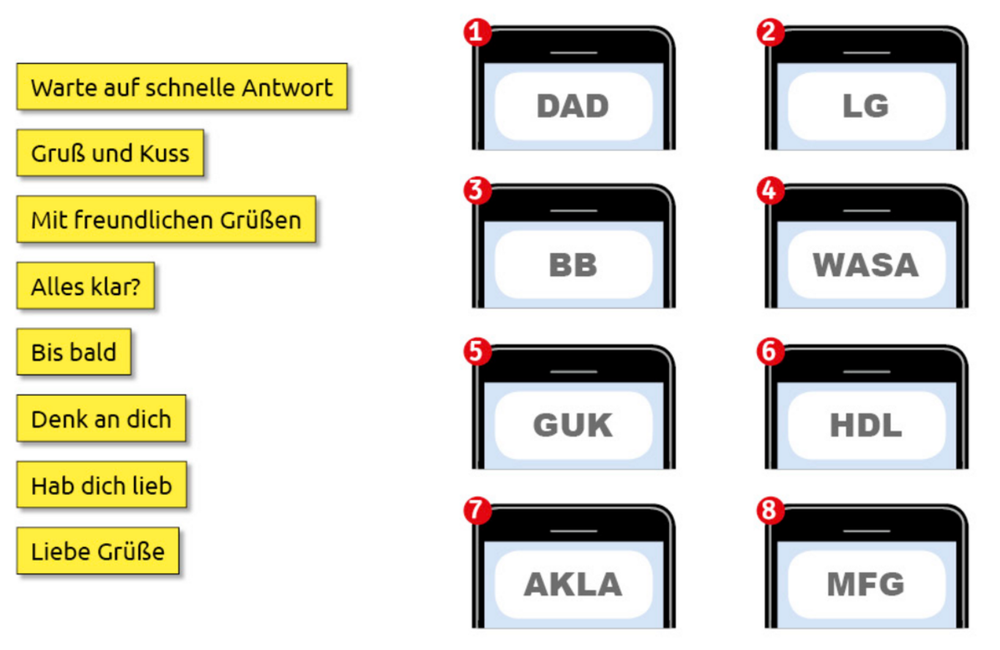 Warte auf schnelle Antwort
Gruß und Kuss
Mit freundlichen Grüßen
Alles klar?
Bis bald
Denk an dich
Hab dich lieb
Liebe Grüße
1
DAD
2
LG
3
BB
4
WASA
5
GUK
6
HDL
7
AKLA
8
MFG